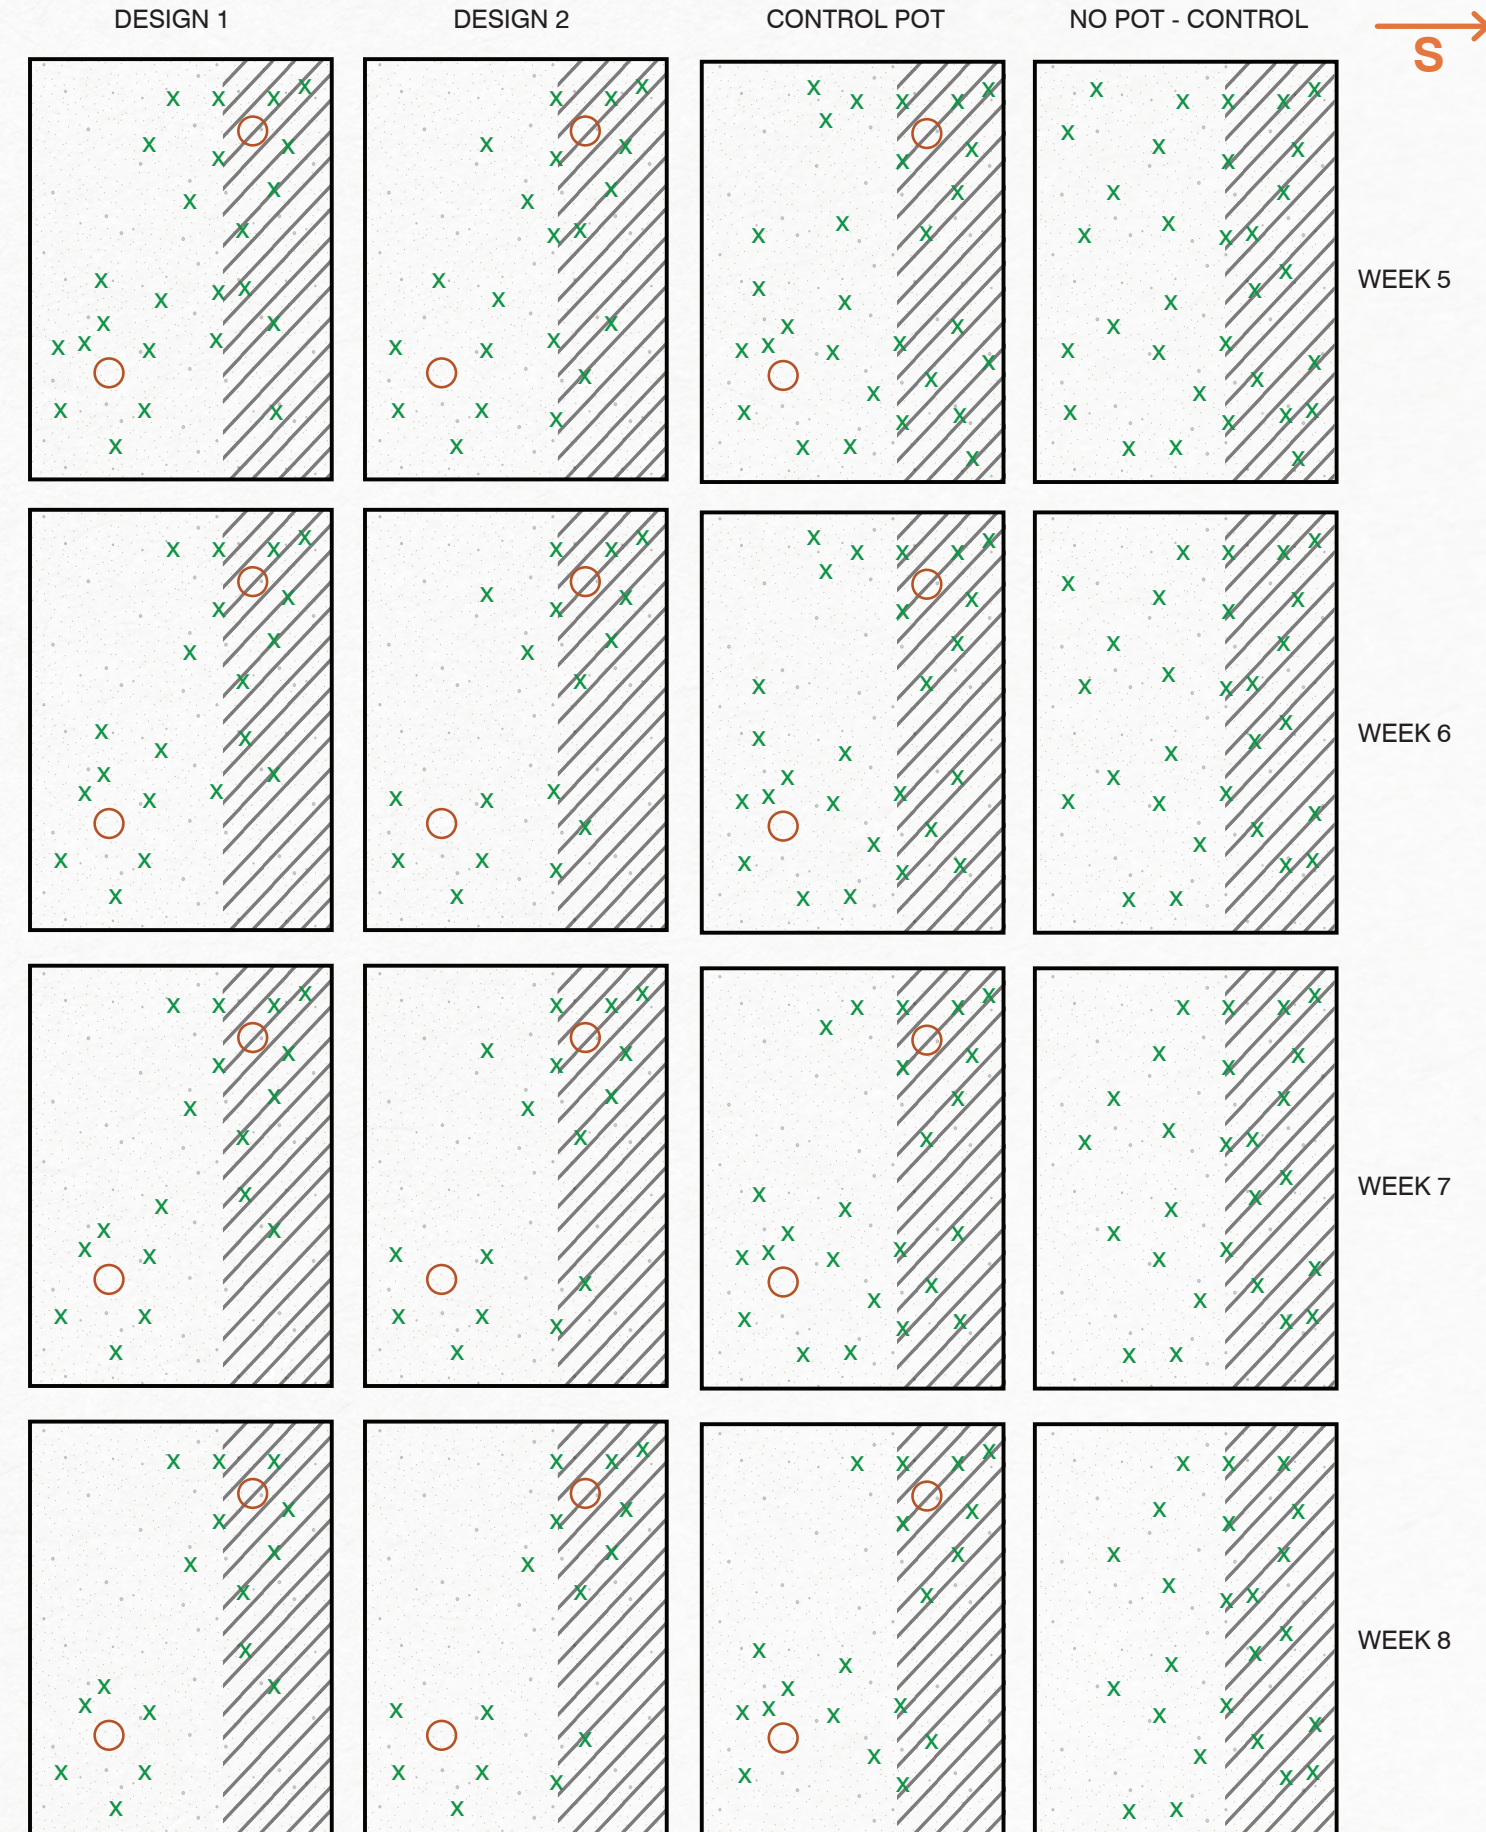 DESIGN 1
DESIGN 2
CONTROL POT
NO POT - CONTROL
S
WEEK 5
WEEK 6
WEEK 7
WEEK 8